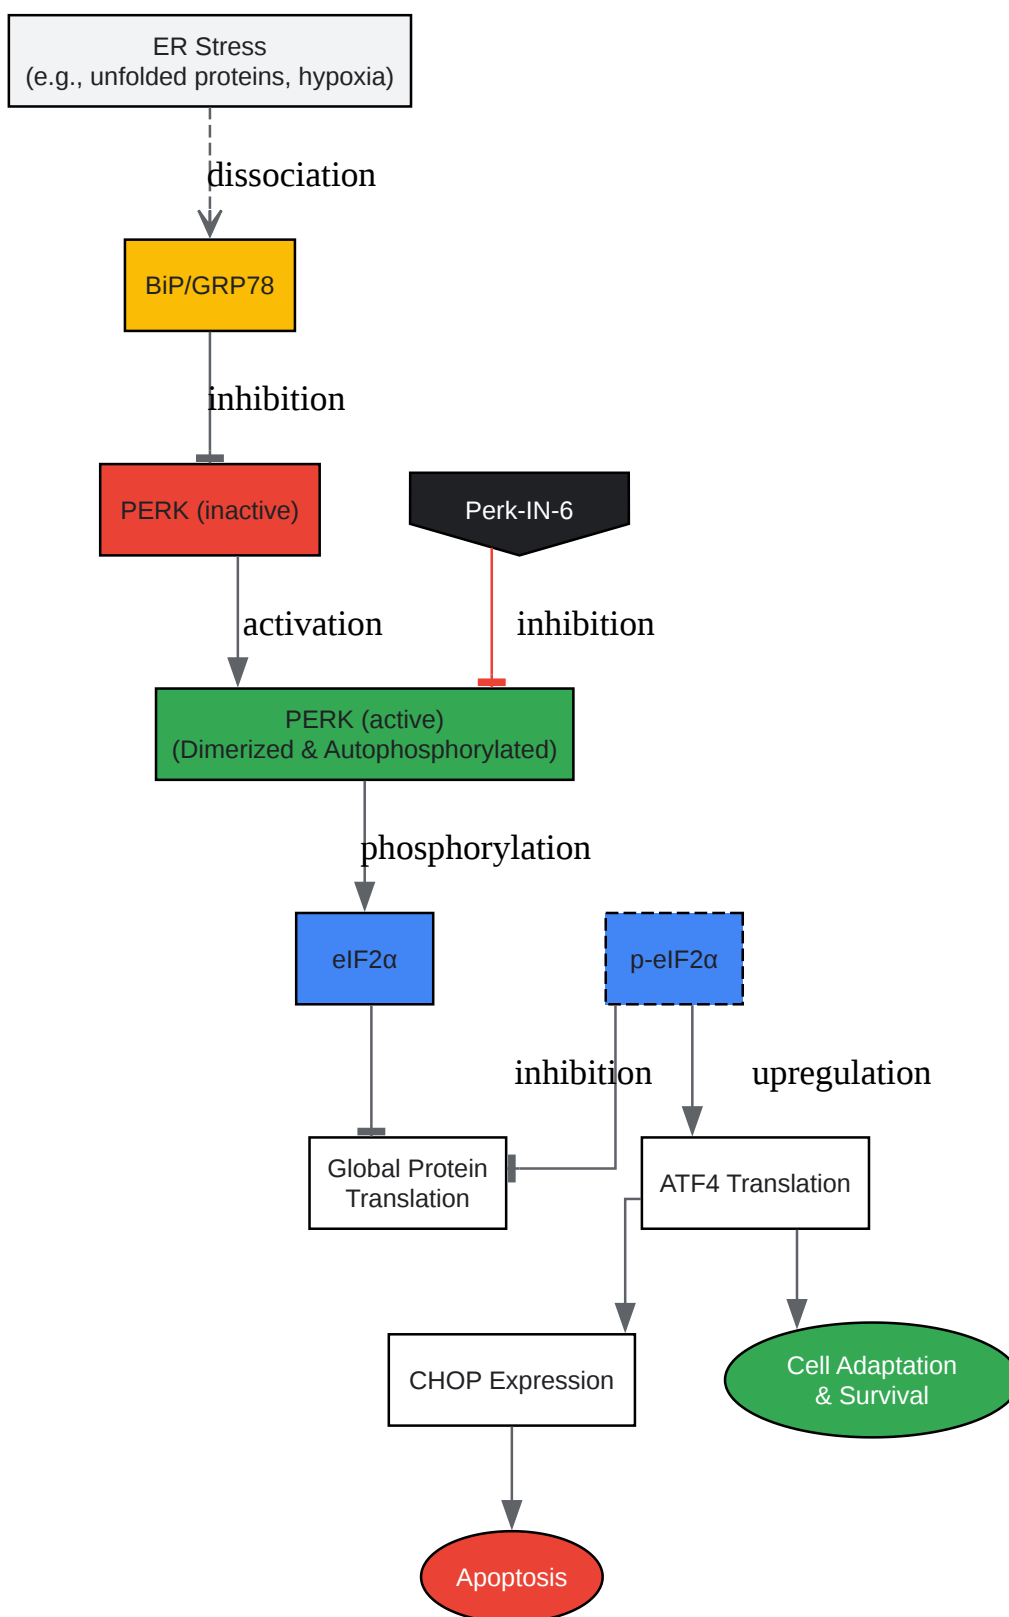 ER Stress
(e.g., unfolded proteins, hypoxia)
dissociation
BiP/GRP78
inhibition
PERK (inactive)
Perk-IN-6
activation
inhibition
PERK (active)
(Dimerized & Autophosphorylated)
phosphorylation
eIF2α
p-eIF2α
inhibition
upregulation
Global Protein
Translation
ATF4 Translation
CHOP Expression
Cell Adaptation
& Survival
Apoptosis